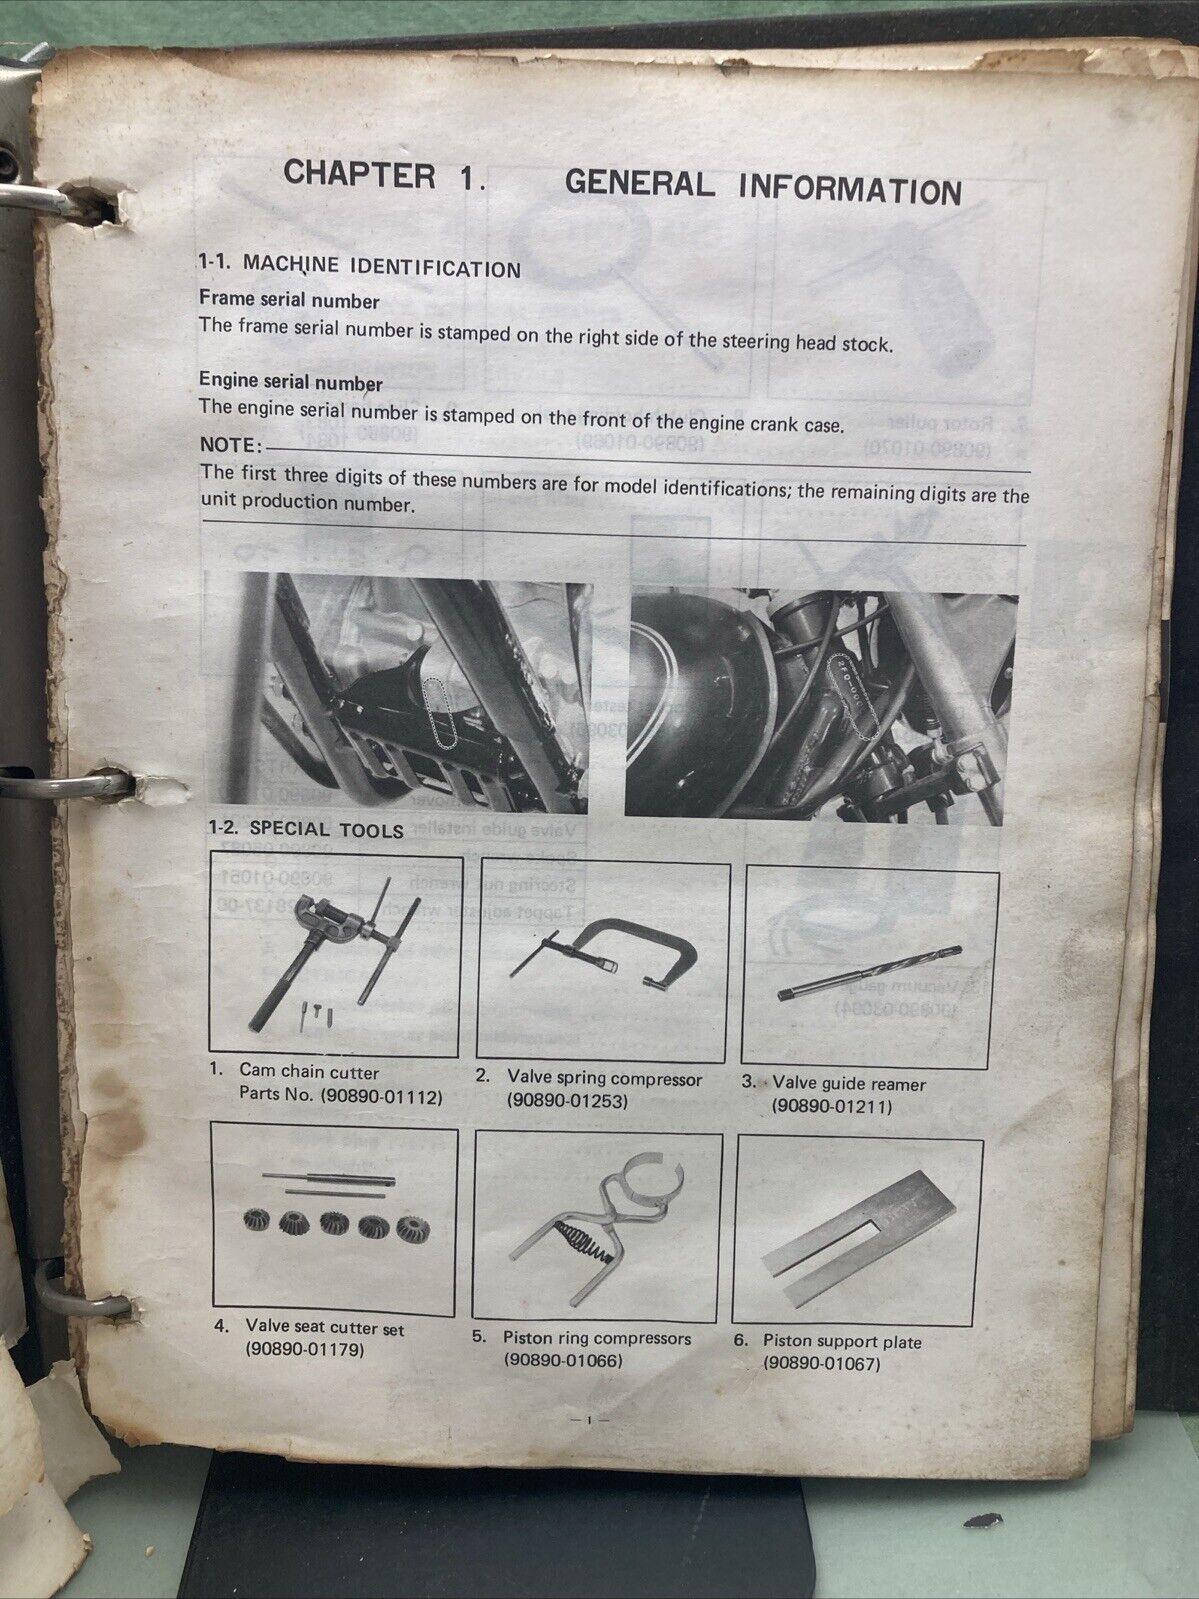 CHAPTER 1. GENERAL INFORMATION
1-1. MACHINE IDENTIFICATION
Frame serial number
The frame serial number is stamped on the right side of the steering head stock.
Engine serial number
The engine serial number is stamped on the front of the engine crank case.
NOTE:
The first three digits of these numbers are for model identifications; the remaining digits are the
unit production number.
2F0-00
1-2. SPECIAL TOOLS
1. Cam chain cutter
Parts No. (90890-01112)
2. Valve spring compressor
(90890-01253)
3. Valve guide reamer
(90890-01211)
4. Valve seat cutter set
(90890-01179)
5. Piston ring compressors
(90890-01066)
6. Piston support plate
(90890-01067)
— 1 —